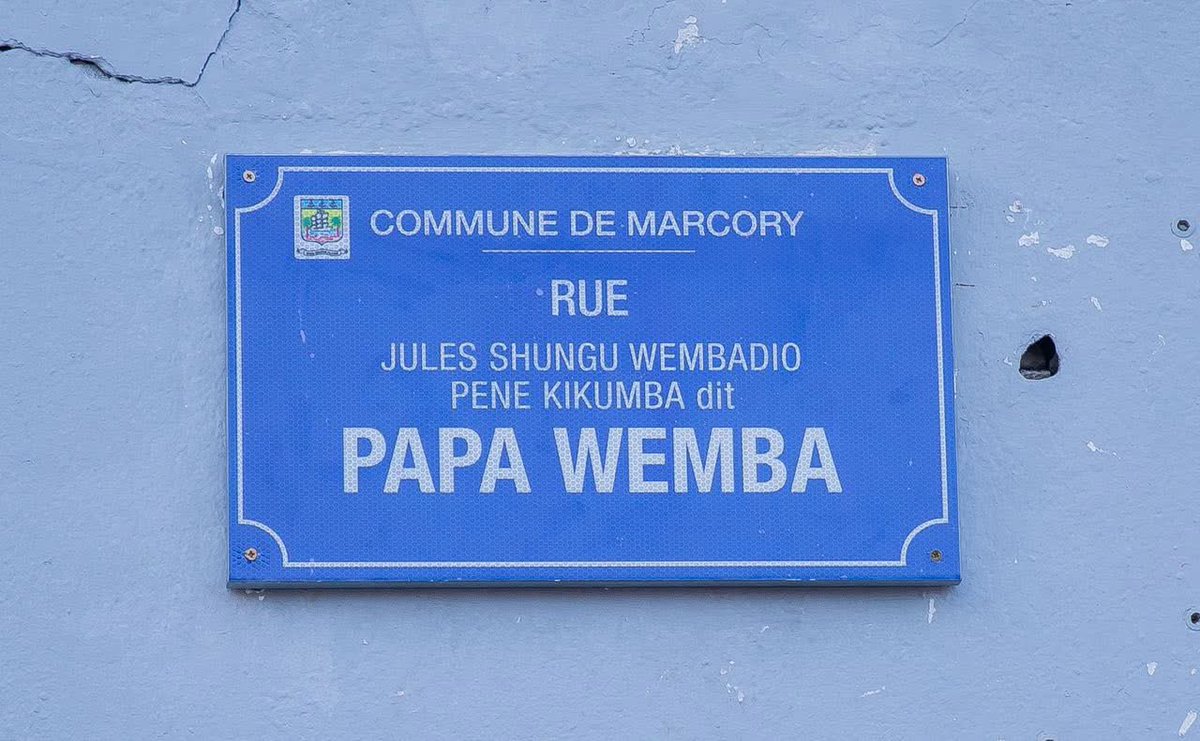 COMMUNE DE MARCORY
RUE
JULES SHUNGU WEMBADIO
PENE KIKUMBA dit
PAPA WEMBA